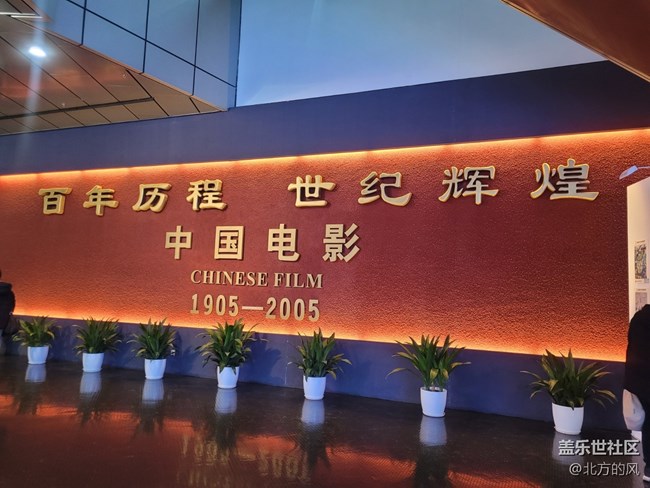 百年历程 世纪辉煌
中国电影
CHINESE FILM
1905—2005
盖乐世社区
@北方的风